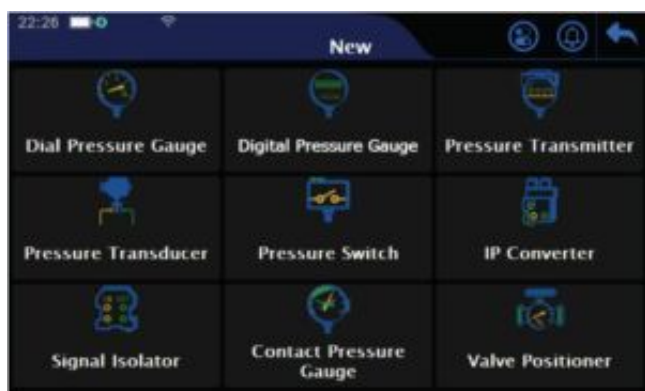 22:26
New
Dial Pressure Gauge Digital Pressure Gauge Pressure Transmitter
Pressure Transducer Pressure Switch IP Converter
Signal Isolator Contact Pressure Gauge Valve Positioner